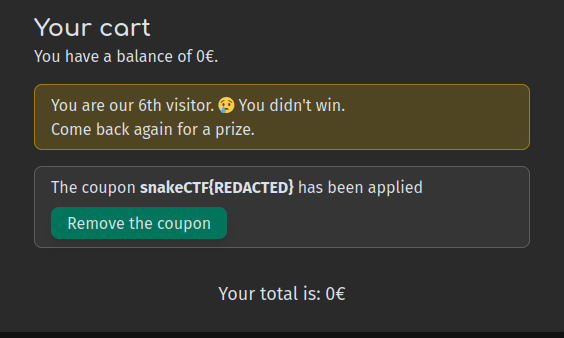 Your cart
You have a balance of 0€.
You are our 6th visitor. 😢 You didn't win.
Come back again for a prize.
The coupon snakeCTF{REDACTED} has been applied
Remove the coupon
Your total is: 0€